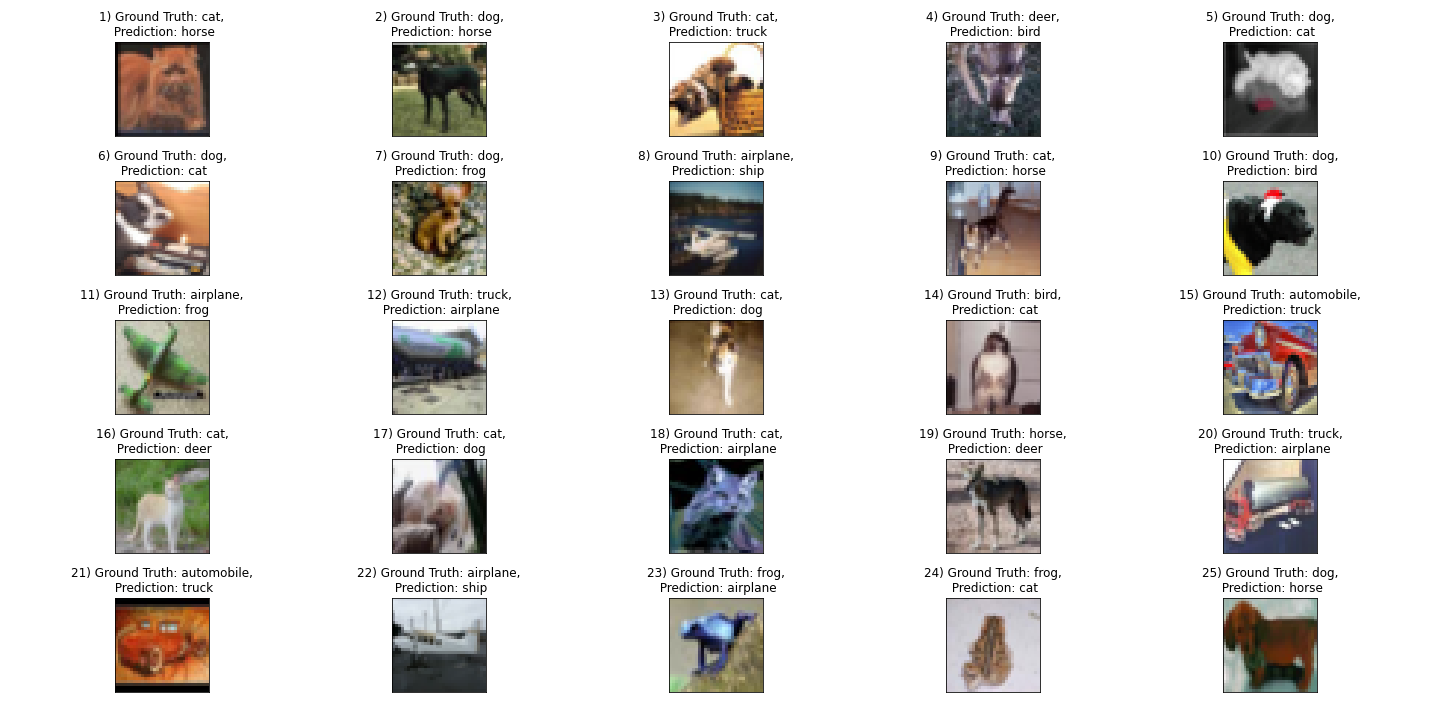 1) Ground Truth: cat,
Prediction: horse
2) Ground Truth: dog,
Prediction: horse
3) Ground Truth: cat,
Prediction: truck
4) Ground Truth: deer,
Prediction: bird
5) Ground Truth: dog,
Prediction: cat
6) Ground Truth: dog,
Prediction: cat
7) Ground Truth: dog,
Prediction: frog
8) Ground Truth: airplane,
Prediction: ship
9) Ground Truth: cat,
Prediction: horse
10) Ground Truth: dog,
Prediction: bird
11) Ground Truth: airplane,
Prediction: frog
12) Ground Truth: truck,
Prediction: airplane
13) Ground Truth: cat,
Prediction: dog
14) Ground Truth: bird,
Prediction: cat
15) Ground Truth: automobile,
Prediction: truck
16) Ground Truth: cat,
Prediction: deer
17) Ground Truth: cat,
Prediction: dog
18) Ground Truth: cat,
Prediction: airplane
19) Ground Truth: horse,
Prediction: deer
20) Ground Truth: truck,
Prediction: airplane
21) Ground Truth: automobile,
Prediction: truck
22) Ground Truth: airplane,
Prediction: ship
23) Ground Truth: frog,
Prediction: airplane
24) Ground Truth: frog,
Prediction: cat
25) Ground Truth: dog,
Prediction: horse